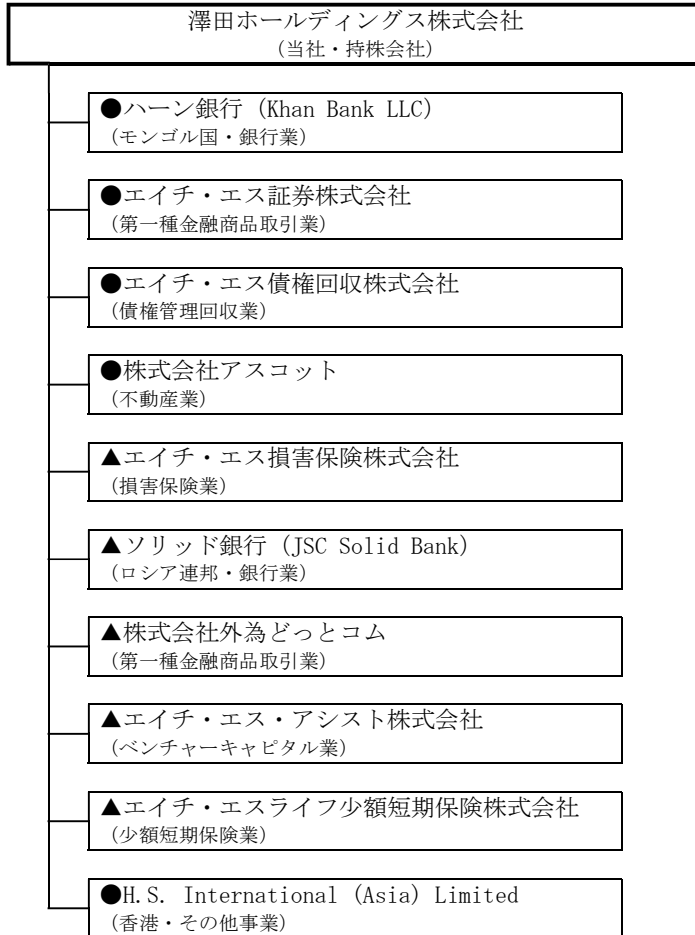 澤田ホールディングス株式会社
(当社・持株会社)
●ハーン銀行 (Khan Bank LLC)
(モンゴル国・銀行業)
●エイチ・エス証券株式会社
(第一種金融商品取引業)
●エイチ・エス債権回収株式会社
(債権管理回収業)
●株式会社アスコット
(不動産業)
▲エイチ・エス損害保険株式会社
(損害保険業)
▲ソリッド銀行 (JSC Solid Bank)
(ロシア連邦・銀行業)
▲株式会社外為どっとコム
(第一種金融商品取引業)
▲エイチ・エス・アシスト株式会社
(ベンチャーキャピタル業)
▲エイチ・エスライフ少額短期保険株式会社
(少額短期保険業)
●H.S. International (Asia) Limited
(香港・その他事業)